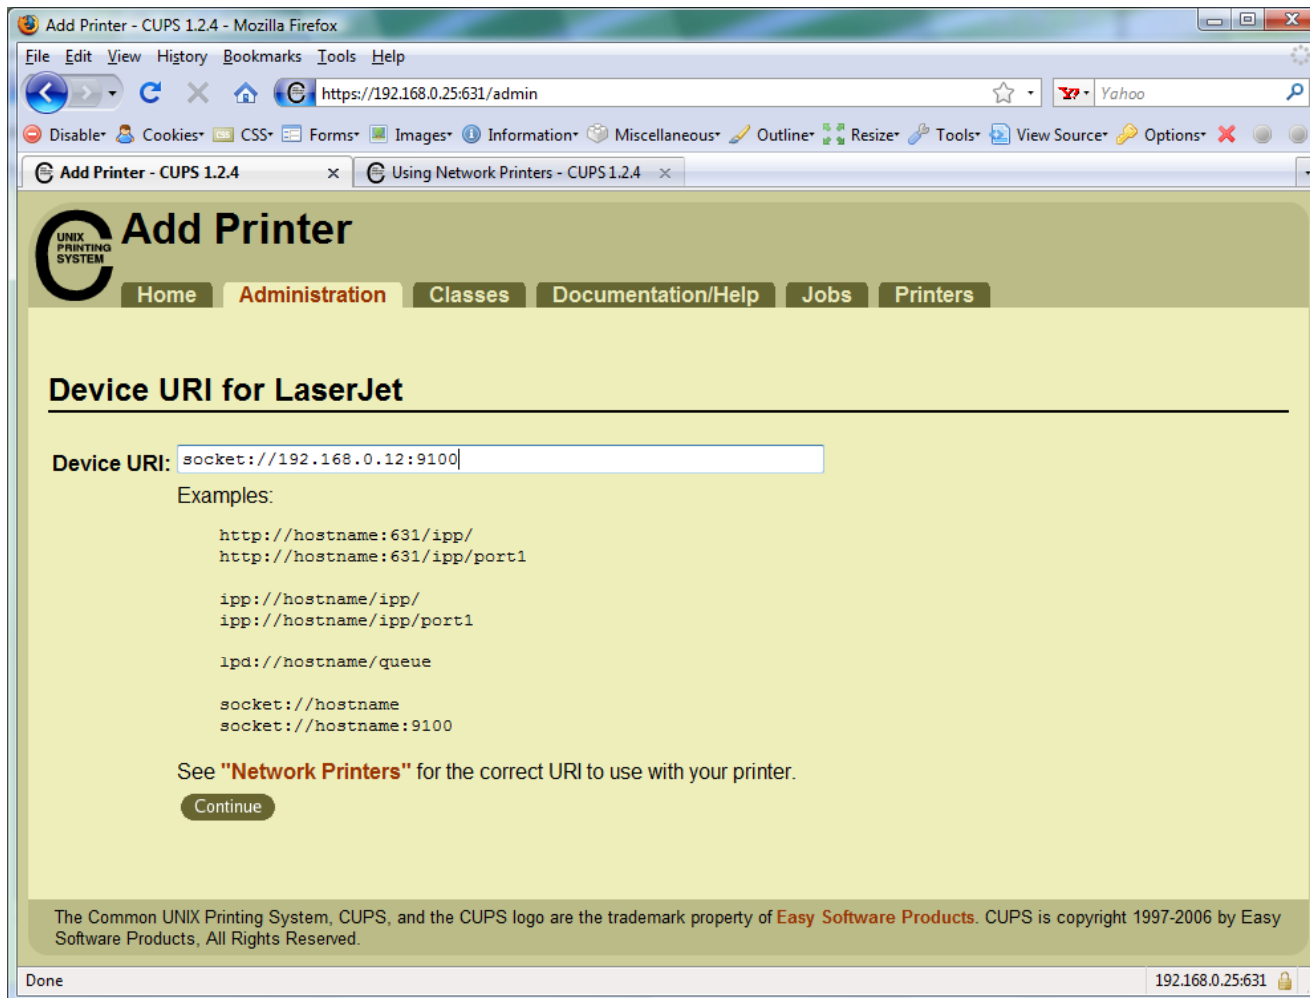 Add Printer - CUPS 1.2.4 - Mozilla Firefox
File Edit View History Bookmarks Tools Help
https://192.168.0.25:631/admin
Yahoo
Disable Cookies CSS Forms Images Information Miscellaneous Outline Resize Tools View Source Options
Add Printer - CUPS 1.2.4 Using Network Printers - CUPS 1.2.4
UNIX
PRINTING
SYSTEM
Add Printer
Home Administration Classes Documentation/Help Jobs Printers
Device URI for LaserJet
Device URI: socket://192.168.0.12:9100
Examples:
http://hostname:631/ipp/
http://hostname:631/ipp/port1
ipp://hostname/ipp/
ipp://hostname/ipp/port1
lpd://hostname/queue
socket://hostname
socket://hostname:9100
See "Network Printers" for the correct URI to use with your printer.
Continue
The Common UNIX Printing System, CUPS, and the CUPS logo are the trademark property of Easy Software Products. CUPS is copyright 1997-2006 by Easy
Software Products, All Rights Reserved.
Done 192.168.0.25:631